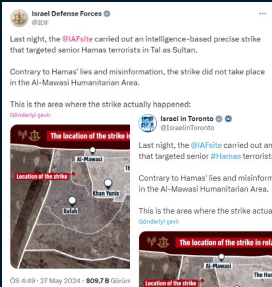 Israel Defense Forces
@IDF
Last night, the @IAFsite carried out an intelligence-based precise strike
that targeted senior Hamas terrorists in Tal as Sultan.
Contrary to Hamas' lies and misinformation, the strike did not take place
in the Al-Mawasi Humanitarian Area.
This is the area where the strike actually happened:
Gönderiyi çevir
The location of the strike i
Al-Mawasi
Location of the strike
Khan Yunis
Rafah
ÖS 4:49 · 27 May 2024 · 809,7 B Görünt
Israel in Toronto
@IsraelinToronto
Last night, the @IAFsite carried out an
that targeted senior #Hamas terrorist
Contrary to Hamas' lies and misinform
in the Al-Mawasi Humanitarian Area.
This is the area where the strike actua
Gönderiyi çevir
The location of the strike in rela
Al-Mawasi
The Hu
Location of the strike